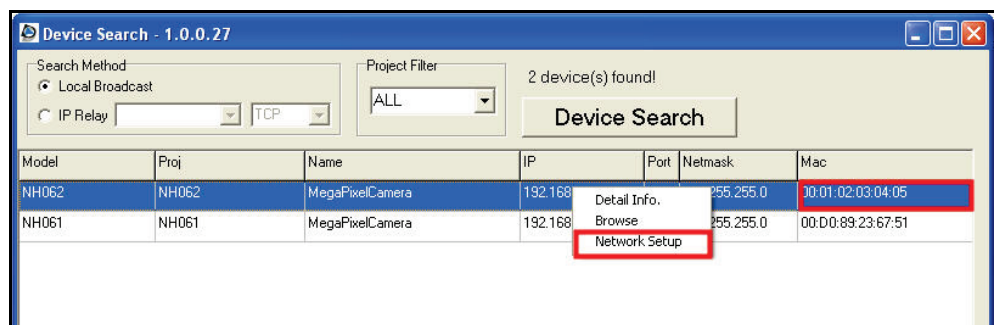 Device Search - 1.0.0.27
Search Method
Local Broadcast
IP Relay
TCP
Project Filter
ALL
2 device(s) found!
Device Search
Model Proj Name IP Port Netmask Mac
NH062 NH062 MegaPixelCamera 192.168 255.255.0 00:01:02:03:04:05
Detail Info.
Browse
Network Setup
NH061 NH061 MegaPixelCamera 192.168 255.255.0 00:D0:89:23:67:51